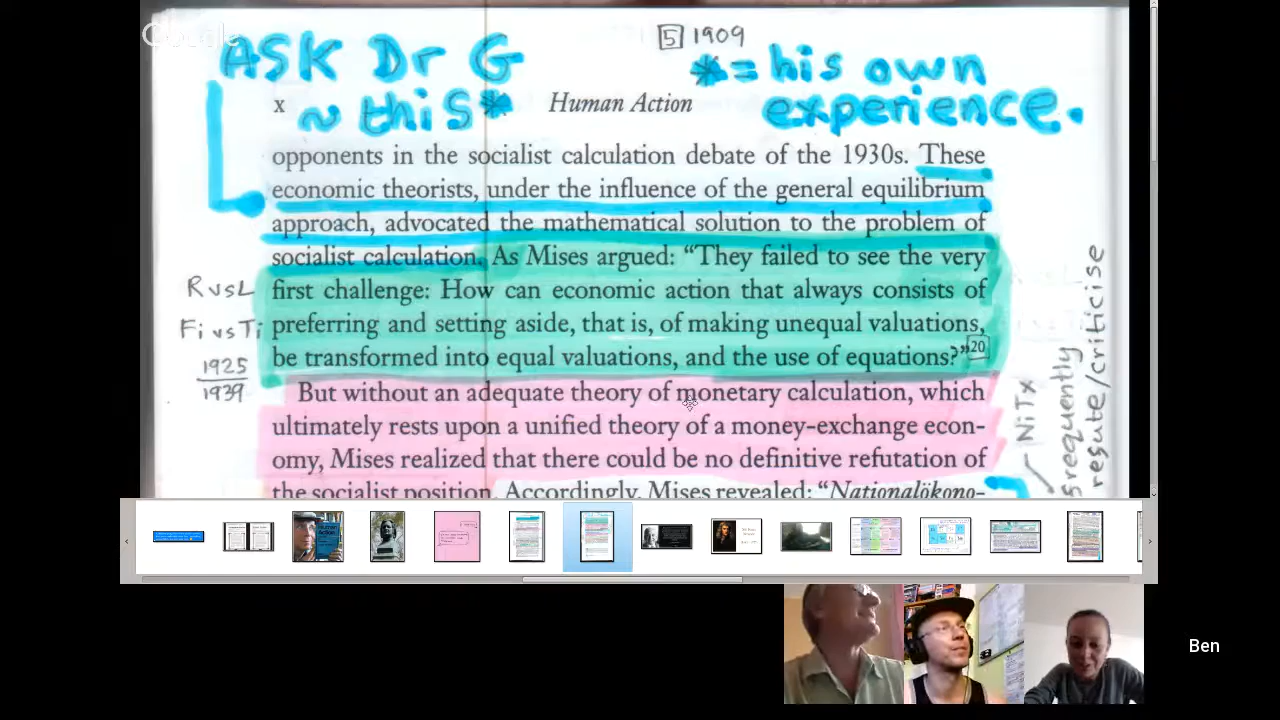 Google
ASK Dr G
5 1909
* = his own
x ~ this* Human Action experience.
opponents in the socialist calculation debate of the 1930s. These
economic theorists, under the influence of the general equilibrium
approach, advocated the mathematical solution to the problem of
socialist calculation. As Mises argued: “They failed to see the very
first challenge: How can economic action that always consists of
preferring and setting aside, that is, of making unequal valuations,
be transformed into equal valuations, and the use of equations?”20
But without an adequate theory of monetary calculation, which
ultimately rests upon a unified theory of a money-exchange econ-
omy, Mises realized that there could be no definitive refutation of
the socialist position. Accordingly, Mises revealed: “Nationalökono-
R vs L
Fi vs Ti
1925
1939
NiTx
frequently
refute/criticise
Ben